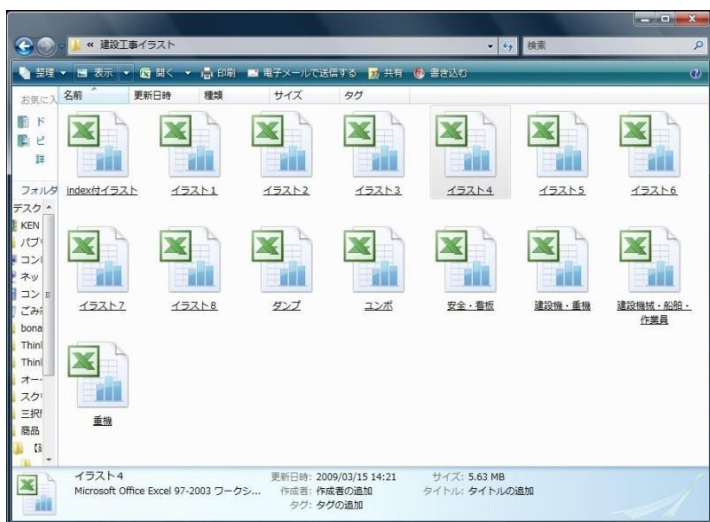 « 建設工事イラスト
検索
整理 表示 開く 印刷 電子メールで送信する 共有 書き込む
お気に入
名前 更新日時 種類 サイズ タグ
ド
ピ
詳
フォルダ
デスク
KEN
パブ
コン
ネッ
コン
ごみ
bona
Thinl
Thinl
オー
スク
三択
商品
index付イラスト イラスト1 イラスト2 イラスト3 イラスト4 イラスト5 イラスト6
イラスト7 イラスト8 ダンプ ユンボ 安全・看板 建設機・重機 建設機械・船舶・
作業員
重機
イラスト4 更新日時: 2009/03/15 14:21 サイズ: 5.63 MB
Microsoft Office Excel 97-2003 ワークシ... 作成者: 作成者の追加 タイトル: タイトルの追加
タグ: タグの追加